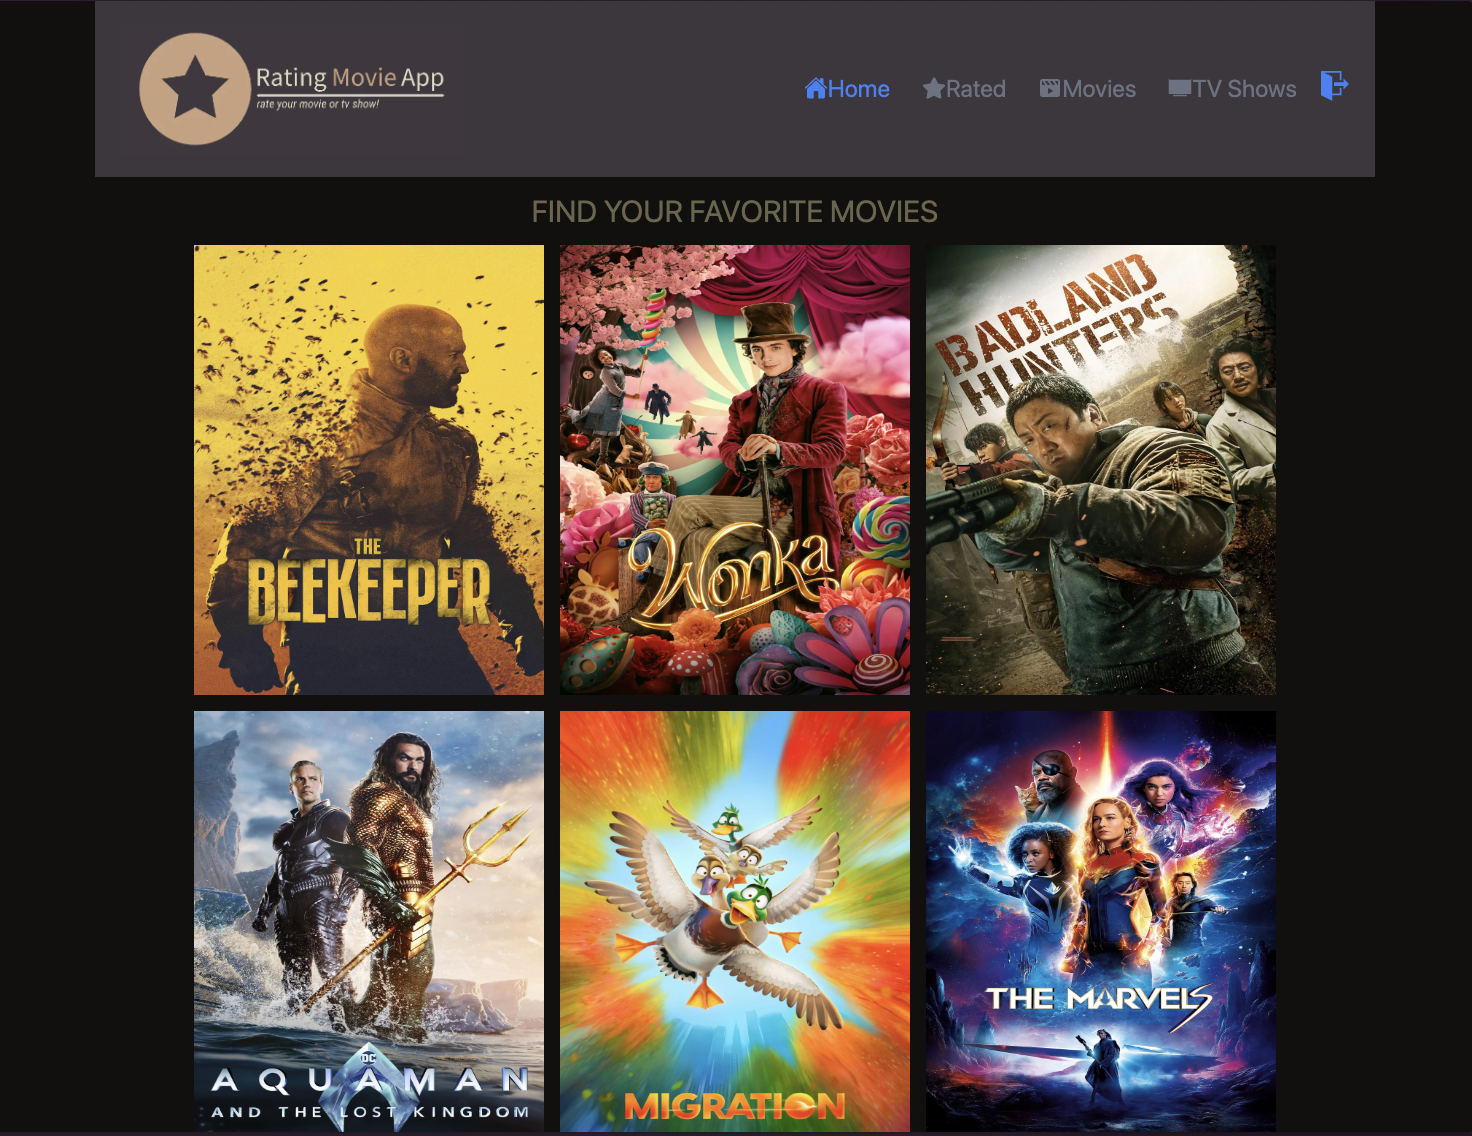 Rating Movie App
rate your movie or tv show!
Home
Rated
Movies
TV Shows
FIND YOUR FAVORITE MOVIES
THE
BEEKEEPER
Wonka
BADLAND
HUNTERS
DC
AQUAMAN
AND THE LOST KINGDOM
MIGRATION
THE MARVELS